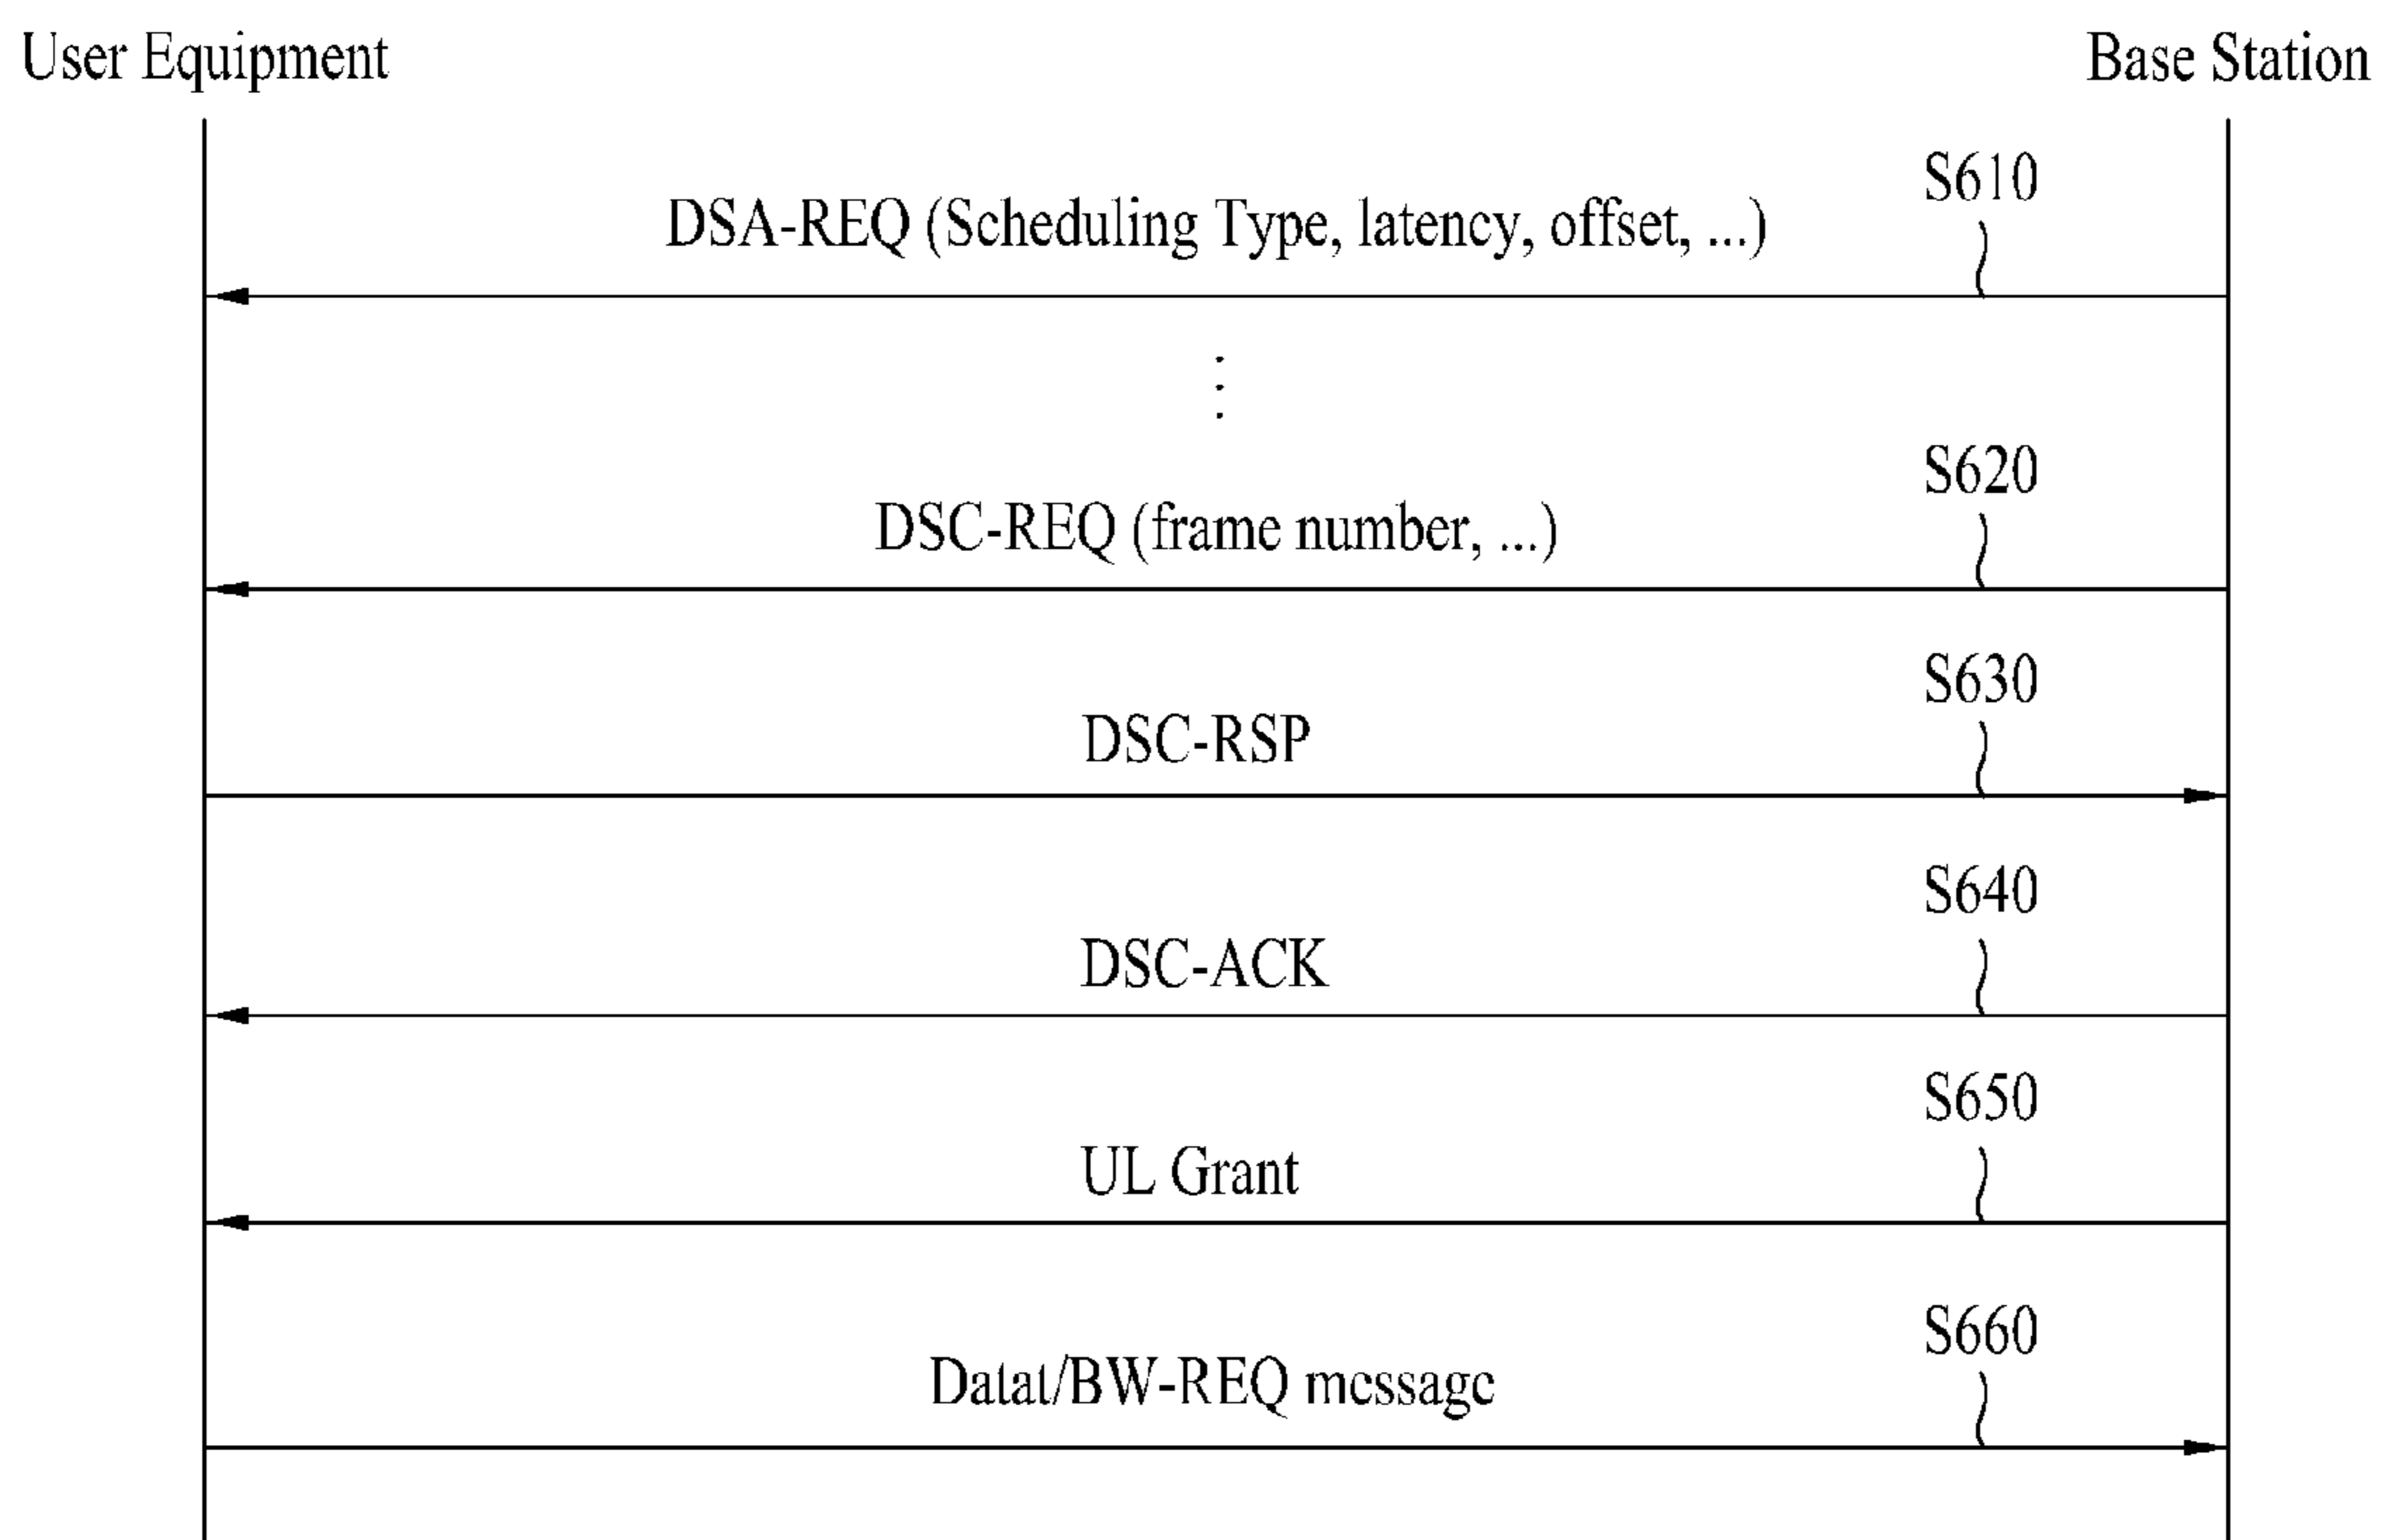 User Equipment
Base Station
S610
DSA-REQ (Scheduling Type, latency, offset, ...)
S620
DSC-REQ (frame number, ...)
S630
DSC-RSP
S640
DSC-ACK
S650
UL Grant
S660
Datat/BW-REQ message